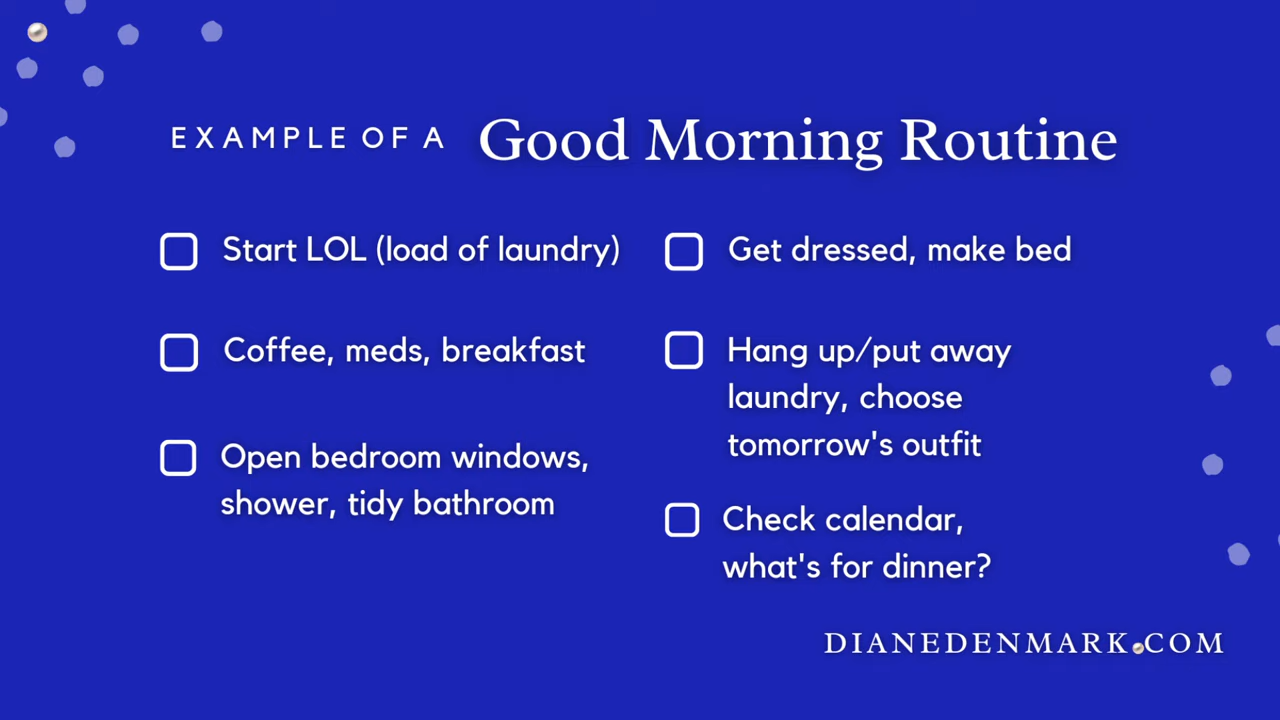 EXAMPLE OF A Good Morning Routine
Start LOL (load of laundry)
Coffee, meds, breakfast
Open bedroom windows,
shower, tidy bathroom
Get dressed, make bed
Hang up/put away
laundry, choose
tomorrow's outfit
Check calendar,
what's for dinner?
DIANEDENMARK.COM